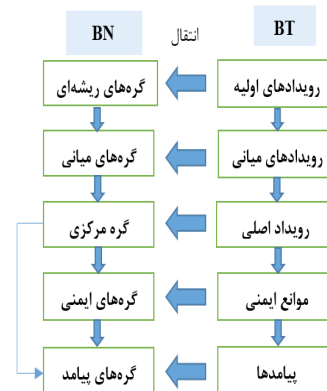 BT
انتقال
BN
رویدادهای اولیه
گره‌های ریشه‌ای
رویدادهای میانی
گره‌های میانی
رویداد اصلی
گره مرکزی
موانع ایمنی
گره‌های ایمنی
پیامدها
گره‌های پیامد